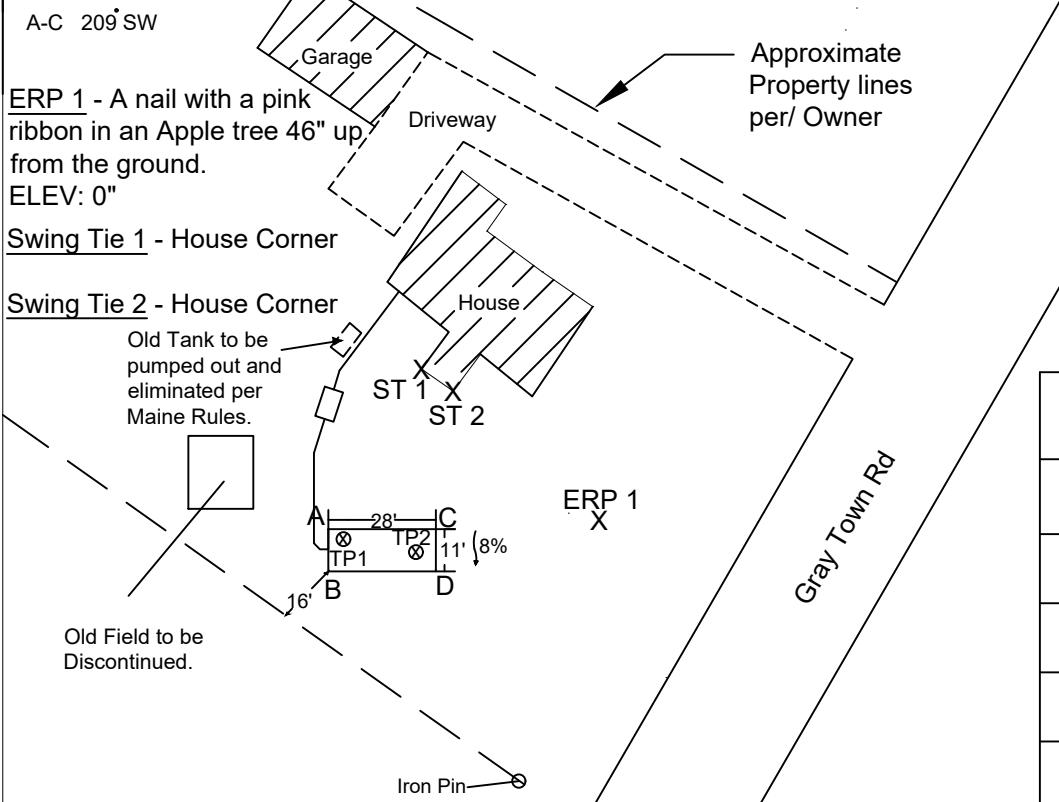 A-C 209° SW
Garage
Approximate
Property lines
per/ Owner
ERP 1 - A nail with a pink
ribbon in an Apple tree 46" up
from the ground.
ELEV: 0"
Driveway
Swing Tie 1 - House Corner
Swing Tie 2 - House Corner
House
Old Tank to be
pumped out and
eliminated per
Maine Rules.
X
ST 1
X
ST 2
ERP 1
X
Gray Town Rd
A
28'
C
TP1
TP2
11'
8%
B
D
16'
Old Field to be
Discontinued.
Iron Pin